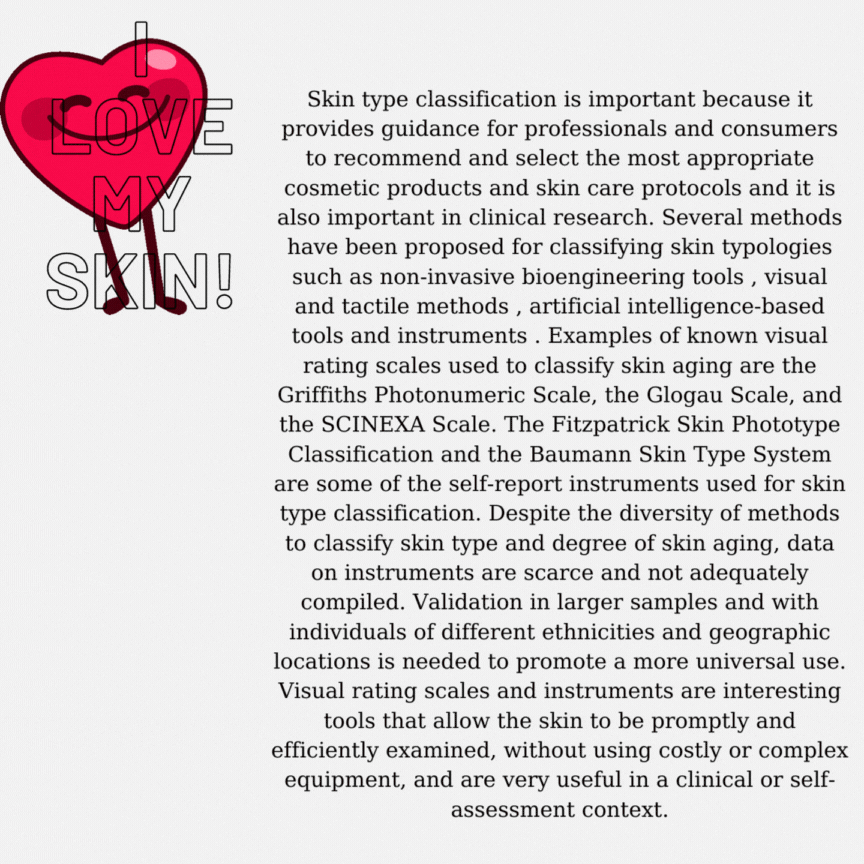 I
LOVE
MY
SKIN!
Skin type classification is important because it
provides guidance for professionals and consumers
to recommend and select the most appropriate
cosmetic products and skin care protocols and it is
also important in clinical research. Several methods
have been proposed for classifying skin typologies
such as non-invasive bioengineering tools , visual
and tactile methods , artificial intelligence-based
tools and instruments . Examples of known visual
rating scales used to classify skin aging are the
Griffiths Photonumeric Scale, the Glogau Scale, and
the SCINEXA Scale. The Fitzpatrick Skin Phototype
Classification and the Baumann Skin Type System
are some of the self-report instruments used for skin
type classification. Despite the diversity of methods
to classify skin type and degree of skin aging, data
on instruments are scarce and not adequately
compiled. Validation in larger samples and with
individuals of different ethnicities and geographic
locations is needed to promote a more universal use.
Visual rating scales and instruments are interesting
tools that allow the skin to be promptly and
efficiently examined, without using costly or complex
equipment, and are very useful in a clinical or self-
assessment context.